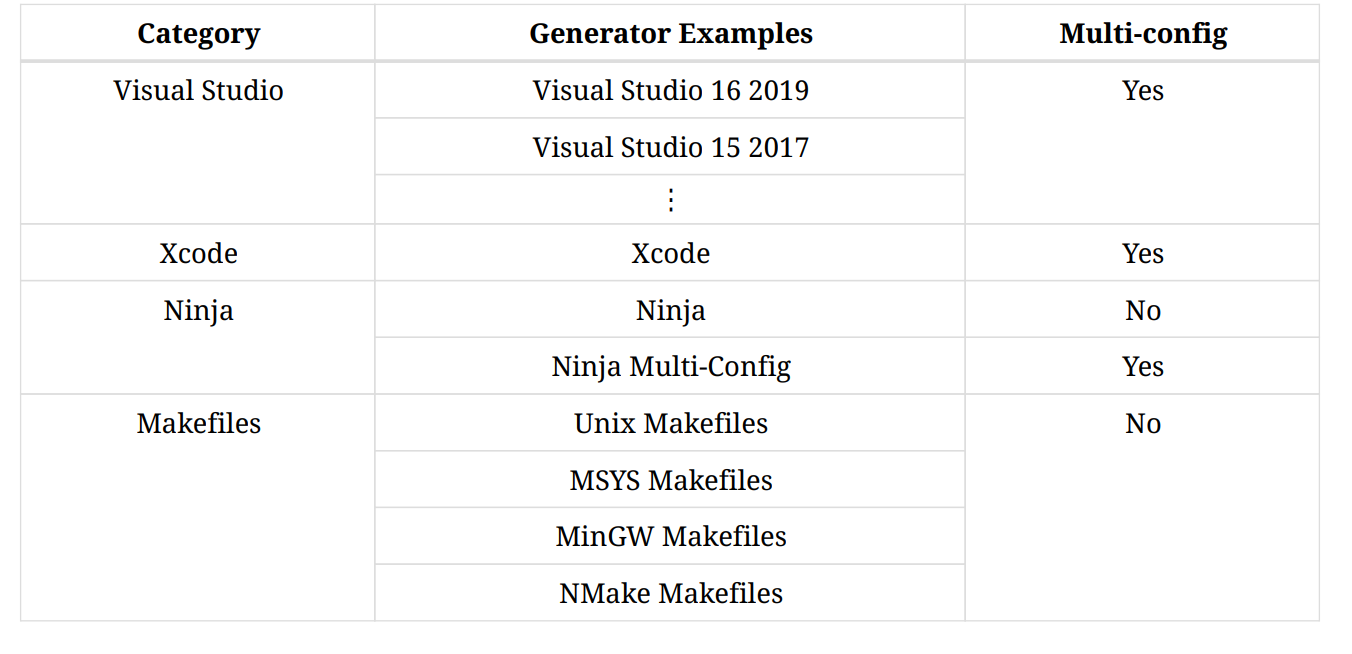 Category Generator Examples Multi-config
Visual Studio Visual Studio 16 2019 Yes
Visual Studio 15 2017
⋮
Xcode Xcode Yes
Ninja Ninja No
Ninja Multi-Config Yes
Makefiles Unix Makefiles No
MSYS Makefiles
MinGW Makefiles
NMake Makefiles